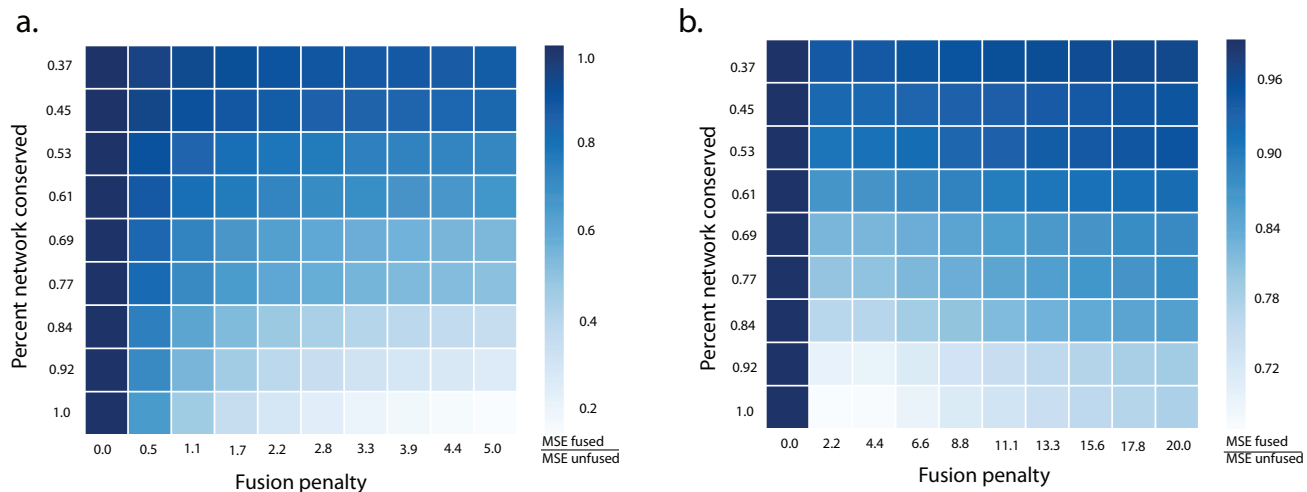 a.
Percent network conserved
0.37
0.45
0.53
0.61
0.69
0.77
0.84
0.92
1.0
0.0 0.5 1.1 1.7 2.2 2.8 3.3 3.9 4.4 5.0
Fusion penalty
1.0
0.8
0.6
0.4
0.2
MSE fused
MSE unfused
b.
Percent network conserved
0.37
0.45
0.53
0.61
0.69
0.77
0.84
0.92
1.0
0.0 2.2 4.4 6.6 8.8 11.1 13.3 15.6 17.8 20.0
Fusion penalty
0.96
0.90
0.84
0.78
0.72
MSE fused
MSE unfused